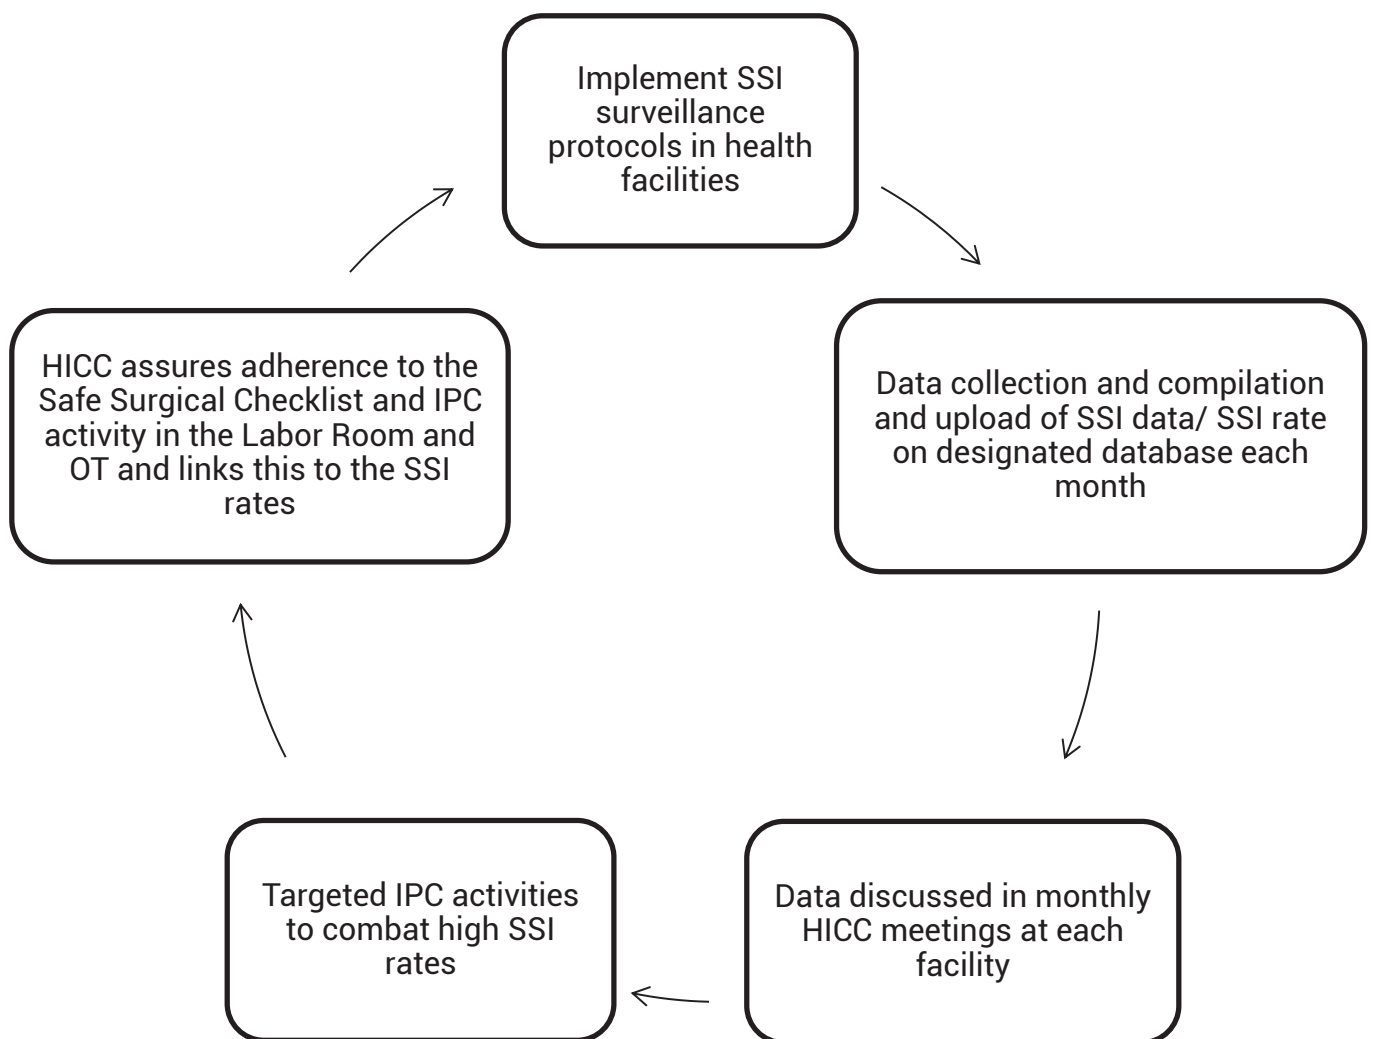 Implement SSI
surveillance
protocols in health
facilities
Data collection and compilation
and upload of SSI data/ SSI rate
on designated database each
month
Data discussed in monthly
HICC meetings at each
facility
Targeted IPC activities
to combat high SSI
rates
HICC assures adherence to the
Safe Surgical Checklist and IPC
activity in the Labor Room and
OT and links this to the SSI
rates